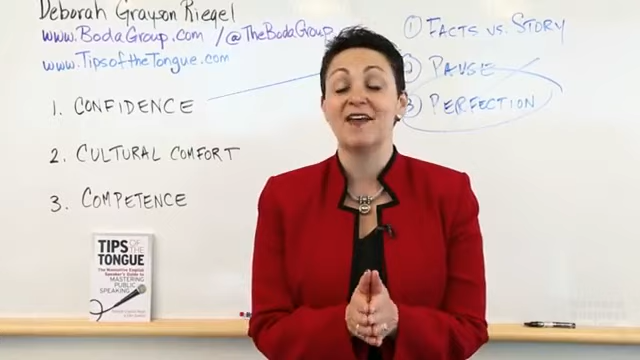 Deborah Grayson Riegel
www.BodaGroup.com / @TheBodaGroup
www.TipsoftheTongue.com
1. CONFIDENCE
2. CULTURAL COMFORT
3. COMPETENCE
1 FACTS vs. STORY
2 PAUSE
3 PERFECTION
TIPS OF THE
TONGUE
The Nonnative English
Speaker's Guide to
MASTERING
PUBLIC
SPEAKING